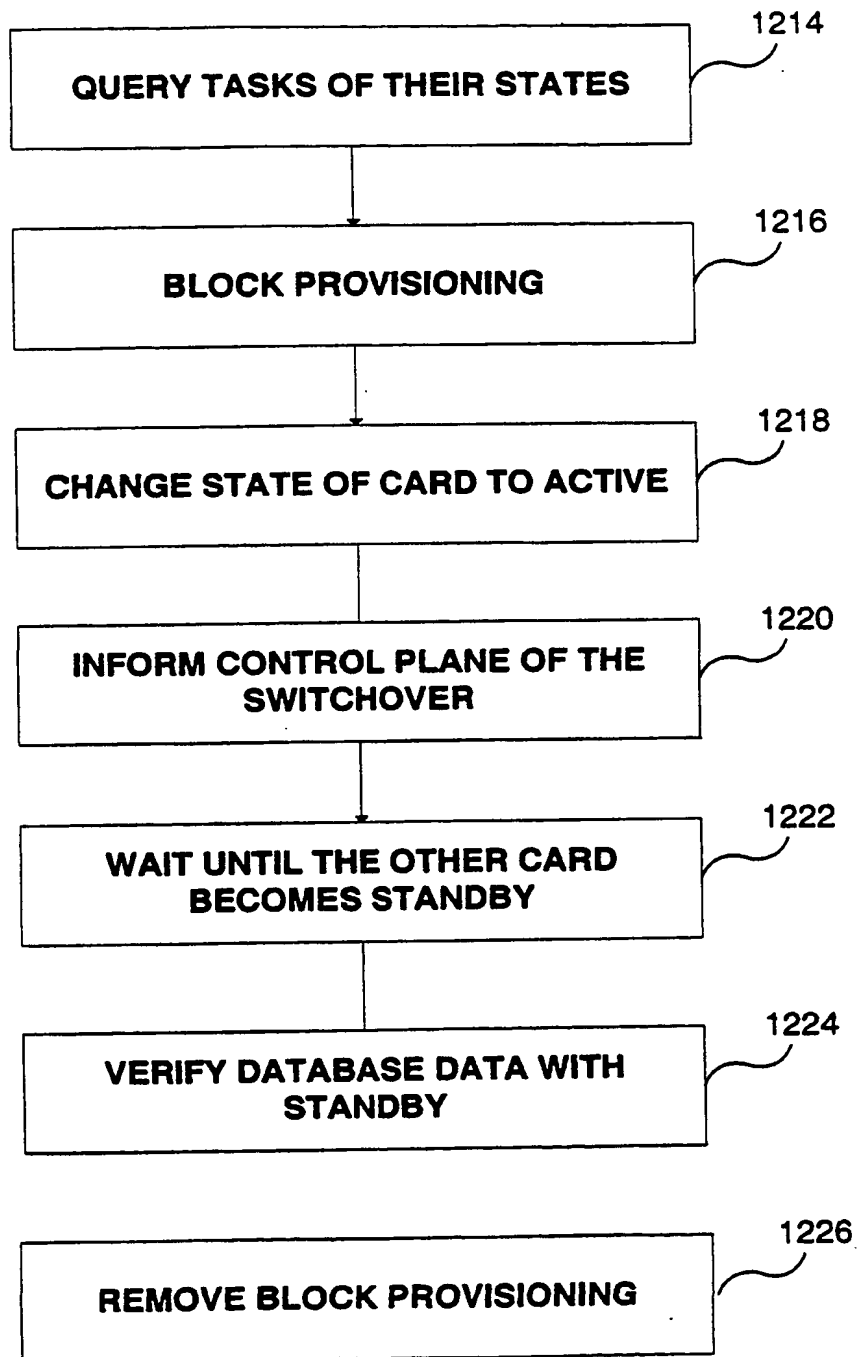 1214
QUERY TASKS OF THEIR STATES
1216
BLOCK PROVISIONING
1218
CHANGE STATE OF CARD TO ACTIVE
1220
INFORM CONTROL PLANE OF THE
SWITCHOVER
1222
WAIT UNTIL THE OTHER CARD
BECOMES STANDBY
1224
VERIFY DATABASE DATA WITH
STANDBY
1226
REMOVE BLOCK PROVISIONING